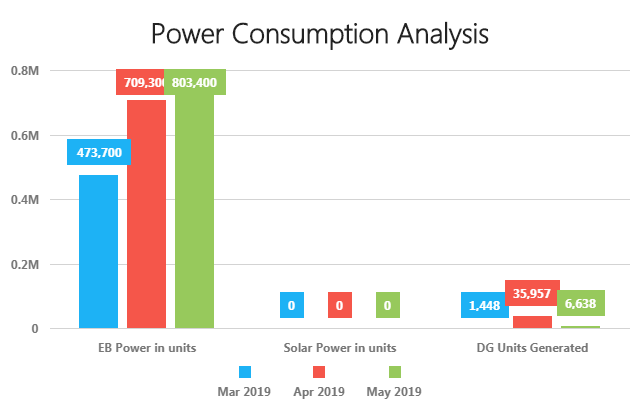 Power Consumption Analysis
0.8M
709,300
803,400
0.6M
473,700
0.4M
0.2M
35,957
0
0
0
1,448
6,638
0
EB Power in units
Solar Power in units
DG Units Generated
Mar 2019
Apr 2019
May 2019